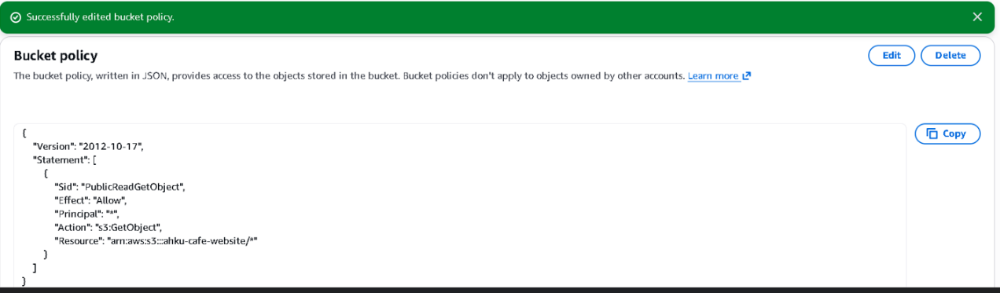 Successfully edited bucket policy.
Bucket policy
Edit
Delete
The bucket policy, written in JSON, provides access to the objects stored in the bucket. Bucket policies don't apply to objects owned by other accounts. Learn more
Copy
{
"Version": "2012-10-17",
"Statement": [
{
"Sid": "PublicReadGetObject",
"Effect": "Allow",
"Principal": "*",
"Action": "s3:GetObject",
"Resource": "arn:aws:s3:::ahku-cafe-website/*"
}
]
}